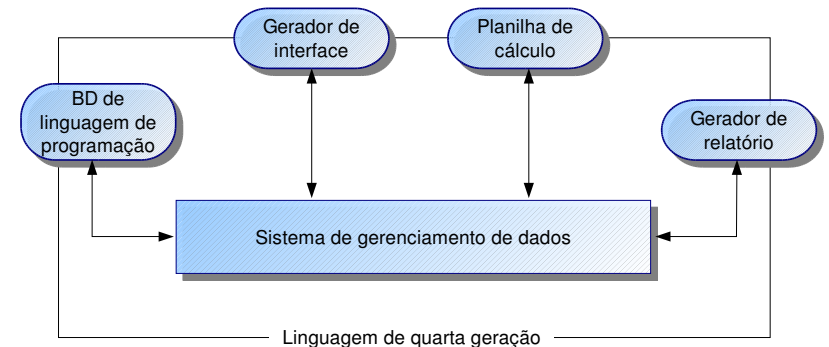 Gerador de
interface
Planilha de
cálculo
BD de
linguagem de
programação
Gerador de
relatório
Sistema de gerenciamento de dados
Linguagem de quarta geração